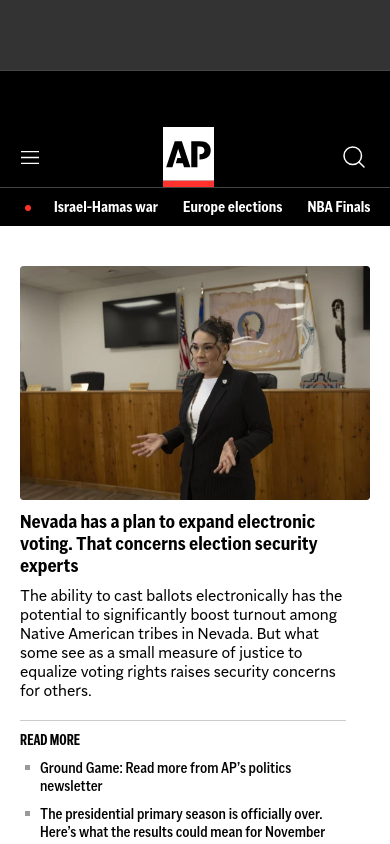 AP
Israel-Hamas war Europe elections NBA Finals
Nevada has a plan to expand electronic
voting. That concerns election security
experts
The ability to cast ballots electronically has the
potential to significantly boost turnout among
Native American tribes in Nevada. But what
some see as a small measure of justice to
equalize voting rights raises security concerns
for others.
READ MORE
Ground Game: Read more from AP’s politics
newsletter
The presidential primary season is officially over.
Here’s what the results could mean for November